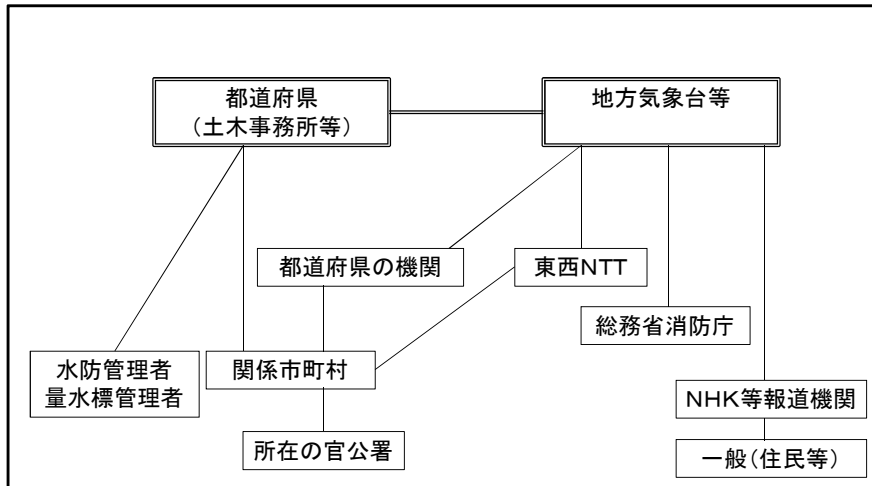 都道府県
(土木事務所等)
地方気象台等
都道府県の機関
東西NTT
総務省消防庁
水防管理者
量水標管理者
関係市町村
NHK等報道機関
所在の官公署
一般(住民等)